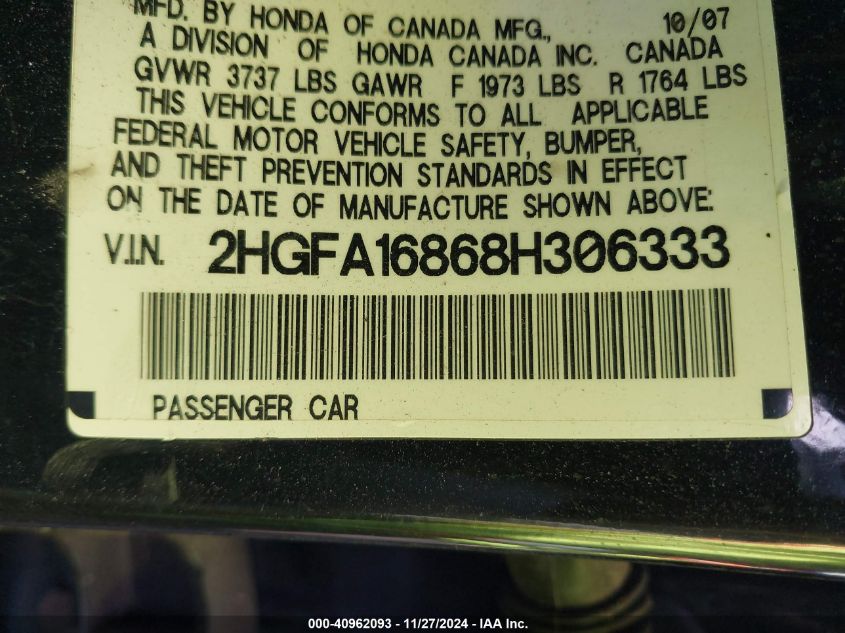 MFD. BY HONDA OF CANADA MFG., 10/07
A DIVISION OF HONDA CANADA INC. CANADA
GVWR 3737 LBS GAWR F 1973 LBS R 1764 LBS
THIS VEHICLE CONFORMS TO ALL APPLICABLE
FEDERAL MOTOR VEHICLE SAFETY, BUMPER,
AND THEFT PREVENTION STANDARDS IN EFFECT
ON THE DATE OF MANUFACTURE SHOWN ABOVE:
V.I.N. 2HGFA16868H306333
PASSENGER CAR
000-40962093 - 11/27/2024 - IAA Inc.